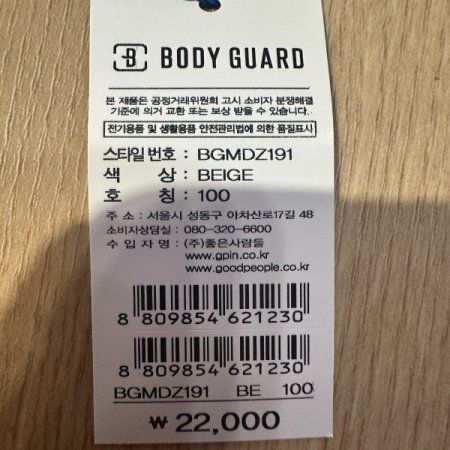 B BODY GUARD
본 제품은 공정거래위원회 고시 소비자 분쟁해결
기준에 의거 교환 또는 보상 받을 수 있습니다.
전기용품 및 생활용품 안전관리법에 의한 품질표시
스타일 번호 : BGMDZ191
색 상 : BEIGE
호 칭 : 100
주 소 : 서울시 성동구 아차산로17길 48
소비자상담실 : 080-320-6600
수 입 자 명 : (주)좋은사람들
www.gpin.co.kr
www.goodpeople.co.kr
8 809854 621230
8 809854 621230
BGMDZ191 BE 100
₩ 22,000